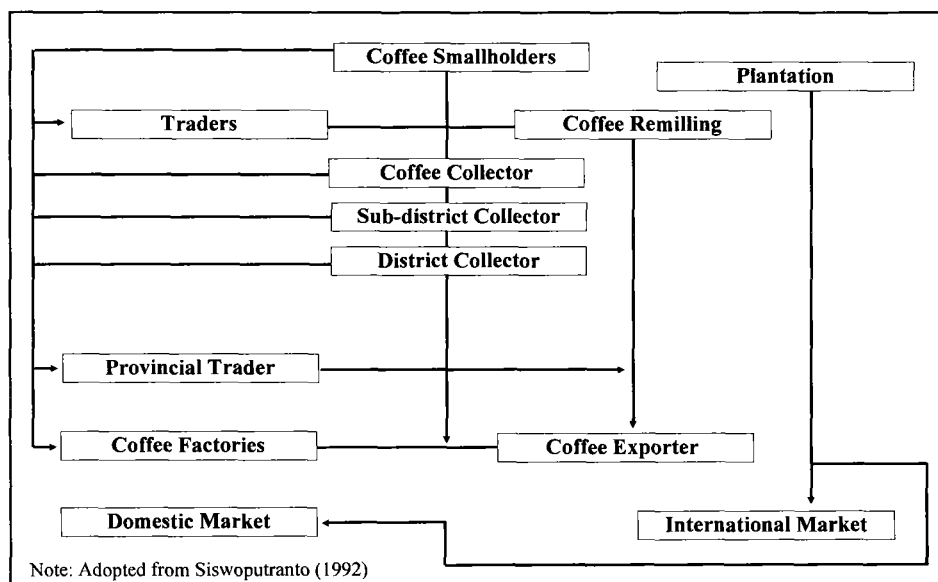 Coffee Smallholders
Plantation
Traders
Coffee Remilling
Coffee Collector
Sub-district Collector
District Collector
Provincial Trader
Coffee Factories
Coffee Exporter
Domestic Market
International Market
Note: Adopted from Siswoputranto (1992)